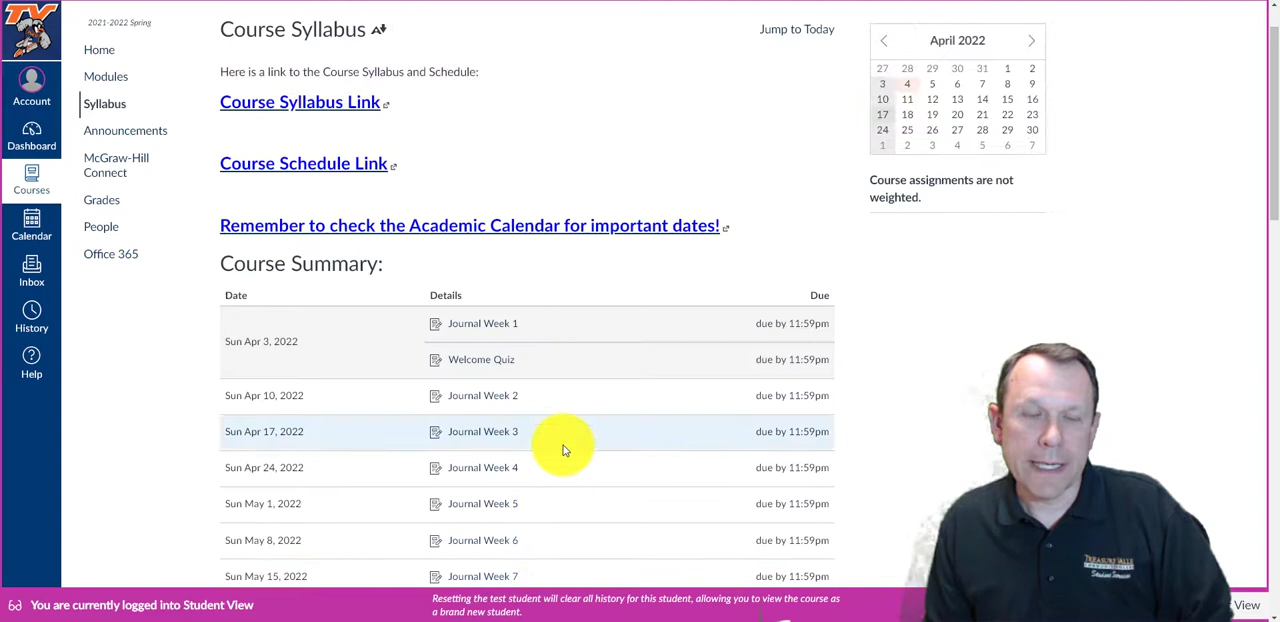 TV
2021-2022 Spring
Account
Dashboard
Courses
Calendar
Inbox
History
Help
Home
Modules
Syllabus
Announcements
McGraw-Hill
Connect
Grades
People
Office 365
Course Syllabus
Jump to Today
Here is a link to the Course Syllabus and Schedule:
Course Syllabus Link
Course Schedule Link
Remember to check the Academic Calendar for important dates!
Course Summary:
Date Details Due
Sun Apr 3, 2022 Journal Week 1 due by 11:59pm
Welcome Quiz due by 11:59pm
Sun Apr 10, 2022 Journal Week 2 due by 11:59pm
Sun Apr 17, 2022 Journal Week 3 due by 11:59pm
Sun Apr 24, 2022 Journal Week 4 due by 11:59pm
Sun May 1, 2022 Journal Week 5 due by 11:59pm
Sun May 8, 2022 Journal Week 6 due by 11:59pm
Sun May 15, 2022 Journal Week 7 due by 11:59pm
April 2022
27 28 29 30 31 1 2
3 4 5 6 7 8 9
10 11 12 13 14 15 16
17 18 19 20 21 22 23
24 25 26 27 28 29 30
1 2 3 4 5 6 7
Course assignments are not
weighted.
TREASURE VALLEY
COMMUNITY COLLEGE
Student Services
You are currently logged into Student View
Resetting the test student will clear all history for this student, allowing you to view the course as
a brand new student.
View